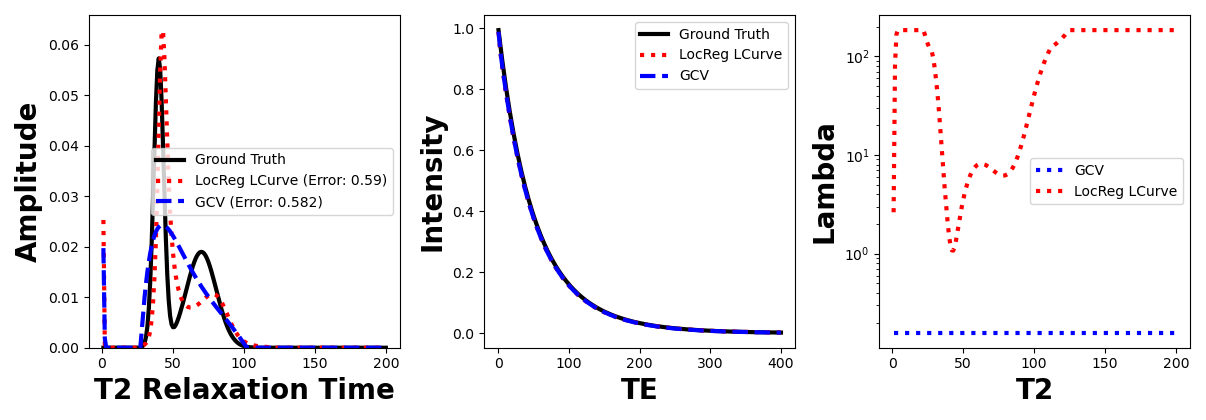 Amplitude
0.06
0.05
0.04
0.03
0.02
0.01
0.00
0
50
100
150
200
T2 Relaxation Time
Ground Truth
LocReg LCurve (Error: 0.59)
GCV (Error: 0.582)
Intensity
1.0
0.8
0.6
0.4
0.2
0.0
0
100
200
300
400
TE
Ground Truth
LocReg LCurve
GCV
Lambda
10²
10¹
10⁰
0
50
100
150
200
T2
GCV
LocReg LCurve